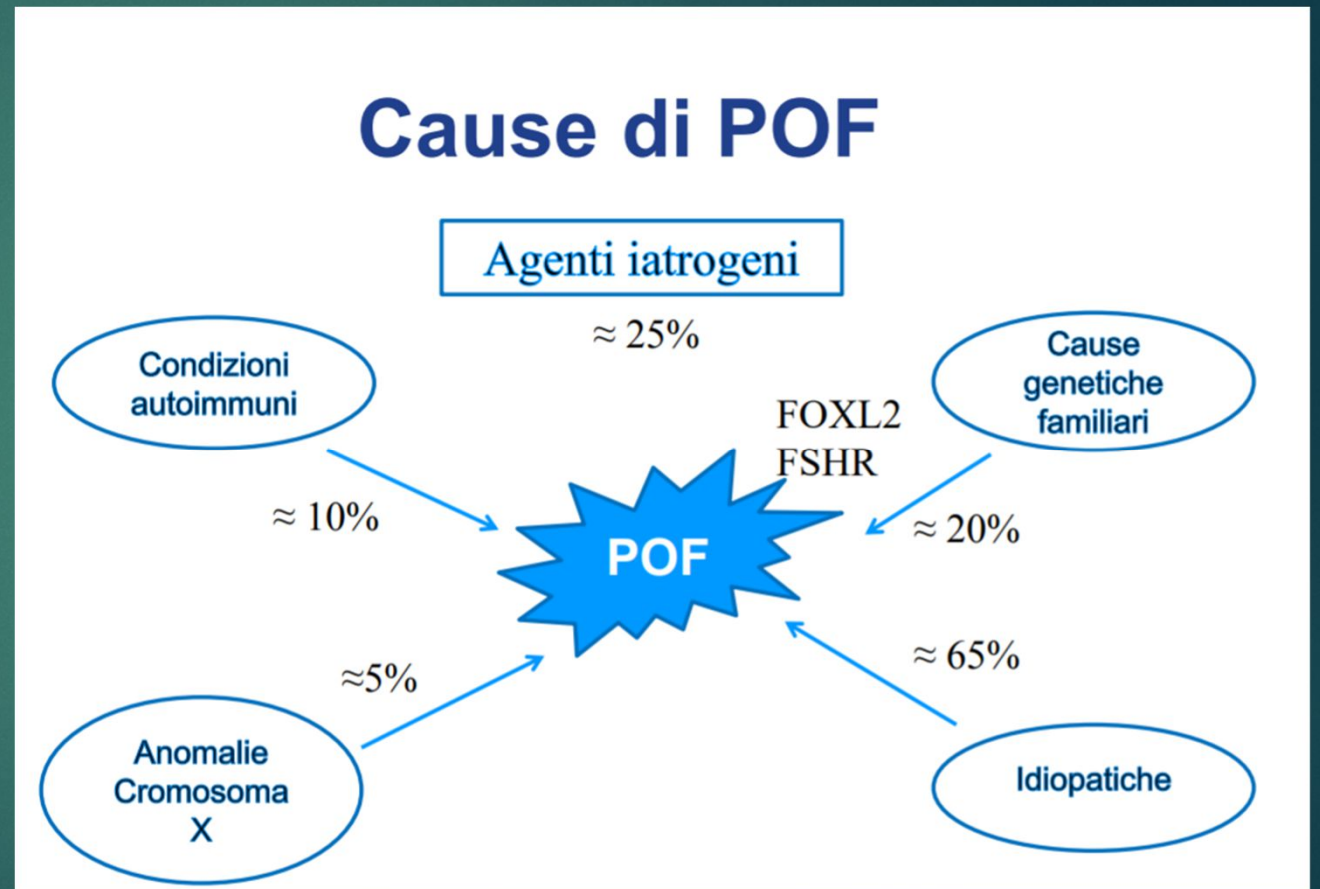 Cause di POF
Agenti iatrogeni
≈ 25%
Condizioni
autoimmuni
≈ 10%
Cause
genetiche
familiari
FOXL2
FSHR
≈ 20%
POF
≈5%
Anomalie
Cromosoma
X
≈ 65%
Idiopatiche